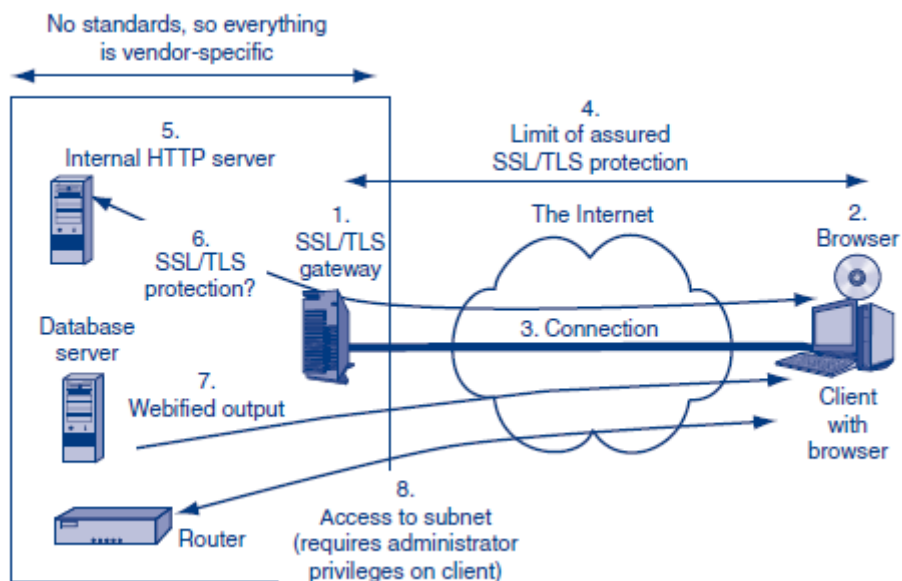 No standards, so everything
is vendor-specific
4.
Limit of assured
SSL/TLS protection
5.
Internal HTTP server
The Internet
1.
SSL/TLS
gateway
2.
Browser
6.
SSL/TLS
protection?
3. Connection
Database
server
7.
Webified output
Client
with
browser
8.
Access to subnet
(requires administrator
privileges on client)
Router